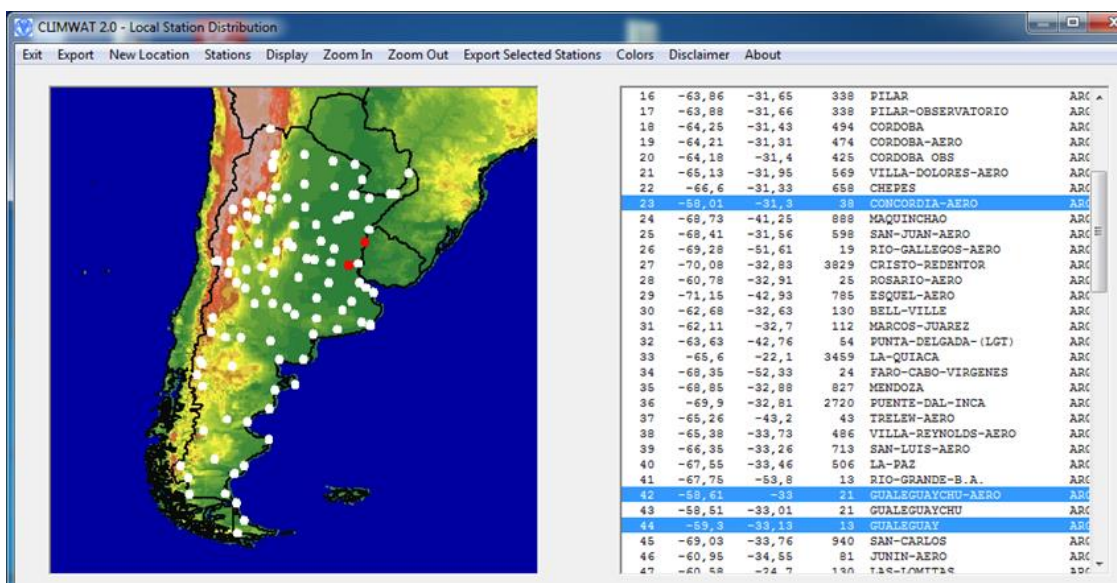 CLIMWAT 2.0 - Local Station Distribution
Exit Export New Location Stations Display Zoom In Zoom Out Export Selected Stations Colors Disclaimer About
16 -63,86 -31,65 338 PILAR ARG
17 -63,88 -31,66 338 PILAR-OBSERVATORIO ARG
18 -64,25 -31,43 494 CORDOBA ARG
19 -64,21 -31,31 474 CORDOBA-AERO ARG
20 -64,18 -31,4 425 CORDOBA OBS ARG
21 -65,13 -31,95 569 VILLA-DOLORES-AERO ARG
22 -66,6 -31,33 658 CHEPES ARG
23 -58,01 -31,3 38 CONCORDIA-AERO ARG
24 -68,73 -41,25 888 MAQUINCHAO ARG
25 -68,41 -31,56 598 SAN-JUAN-AERO ARG
26 -69,28 -51,61 19 RIO-GALLEGOS-AERO ARG
27 -70,08 -32,83 3829 CRISTO-REDENTOR ARG
28 -60,78 -32,91 25 ROSARIO-AERO ARG
29 -71,15 -42,93 785 ESQUEL-AERO ARG
30 -62,68 -32,63 130 BELL-VILLE ARG
31 -62,11 -32,7 112 MARCOS-JUAREZ ARG
32 -63,63 -42,76 54 PUNTA-DELGADA-(LGT) ARG
33 -65,6 -22,1 3459 LA-QUIACA ARG
34 -68,35 -52,33 24 FARO-CABO-VIRGENES ARG
35 -68,85 -32,88 827 MENDOZA ARG
36 -69,9 -32,81 2720 PUENTE-DAL-INCA ARG
37 -65,26 -43,2 43 TRELEW-AERO ARG
38 -65,38 -33,73 486 VILLA-REYNOLDS-AERO ARG
39 -66,35 -33,26 713 SAN-LUIS-AERO ARG
40 -67,55 -33,46 506 LA-PAZ ARG
41 -67,75 -53,8 13 RIO-GRANDE-B.A. ARG
42 -58,61 -33 21 GUALEGUAYCHU-AERO ARG
43 -58,51 -33,01 21 GUALEGUAYCHU ARG
44 -59,3 -33,13 13 GUALEGUAY ARG
45 -69,03 -33,76 940 SAN-CARLOS ARG
46 -60,95 -34,55 81 JUNIN-AERO ARG
47 -60,58 -24,7 130 LAS-LOMITAS ARG